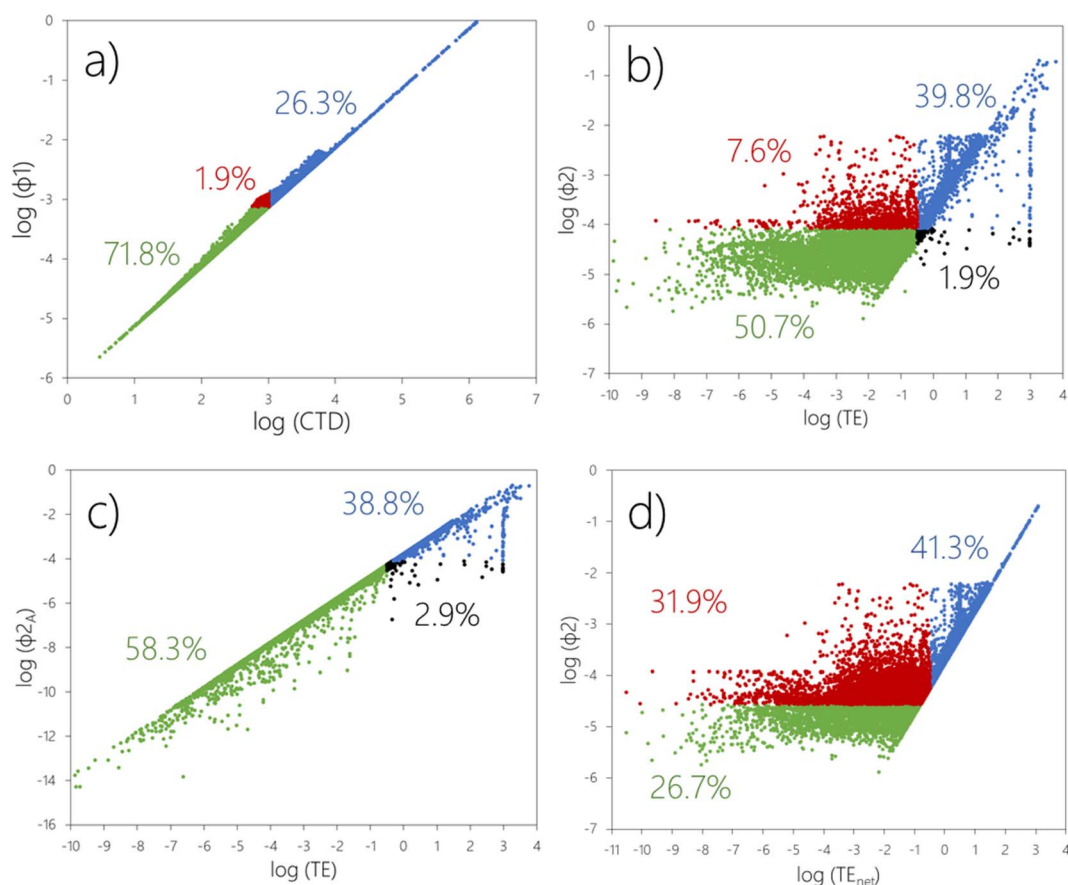 a)
0
-1
-2
-3
-4
-5
-6
log (ϕ1)
26.3%
1.9%
71.8%
0 1 2 3 4 5 6 7
log (CTD)
b)
0
-1
-2
-3
-4
-5
-6
-7
log (ϕ2)
39.8%
7.6%
1.9%
50.7%
-10 -9 -8 -7 -6 -5 -4 -3 -2 -1 0 1 2 3 4
log (TE)
c)
0
-2
-4
-6
-8
-10
-12
-14
-16
log (ϕ2A)
38.8%
2.9%
58.3%
-10 -9 -8 -7 -6 -5 -4 -3 -2 -1 0 1 2 3 4
log (TE)
d)
0
-1
-2
-3
-4
-5
-6
-7
log (ϕ2)
41.3%
31.9%
26.7%
-11 -10 -9 -8 -7 -6 -5 -4 -3 -2 -1 0 1 2 3 4
log (TEnet)